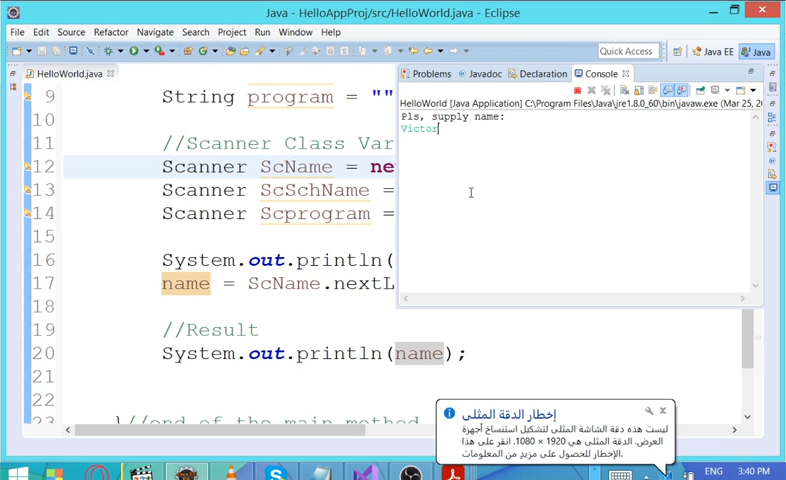 Java - HelloAppProj/src/HelloWorld.java - Eclipse
File Edit Source Refactor Navigate Search Project Run Window Help
Quick Access
Java EE
Java
HelloWorld.java
Problems Javadoc Declaration Console
HelloWorld [Java Application] C:\Program Files\Java\jre1.8.0_60\bin\javaw.exe (Mar 25, 20
Pls, supply name:
Victor
9 String program = ""
10
11 //Scanner Class Var
12 Scanner ScName = ne
13 Scanner ScSchName =
14 Scanner Scprogram =
15
16 System.out.println(
17 name = ScName.nextL
18
19 //Result
20 System.out.println(name);
21
22
23 }//end of the main method
إخطار الدقة المثلى
ليست هذه دقة الشاشة المثلى لتشكيل استنساخ أجهزة
العرض. الدقة المثلى هي 1920 × 1080. انقر على هذا
الإخطار للحصول على مزيدٍ من المعلومات.
ENG 3:40 PM